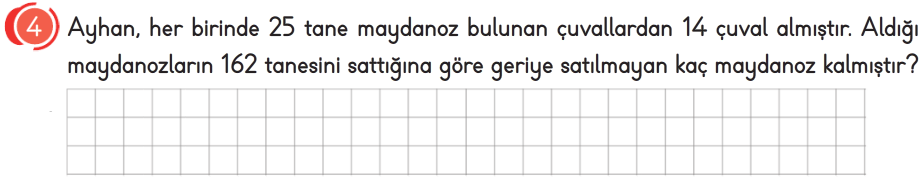 4 Ayhan, her birinde 25 tane maydanoz bulunan çuvallardan 14 çuval almıştır. Aldığı
maydanozların 162 tanesini sattığına göre geriye satılmayan kaç maydanoz kalmıştır?